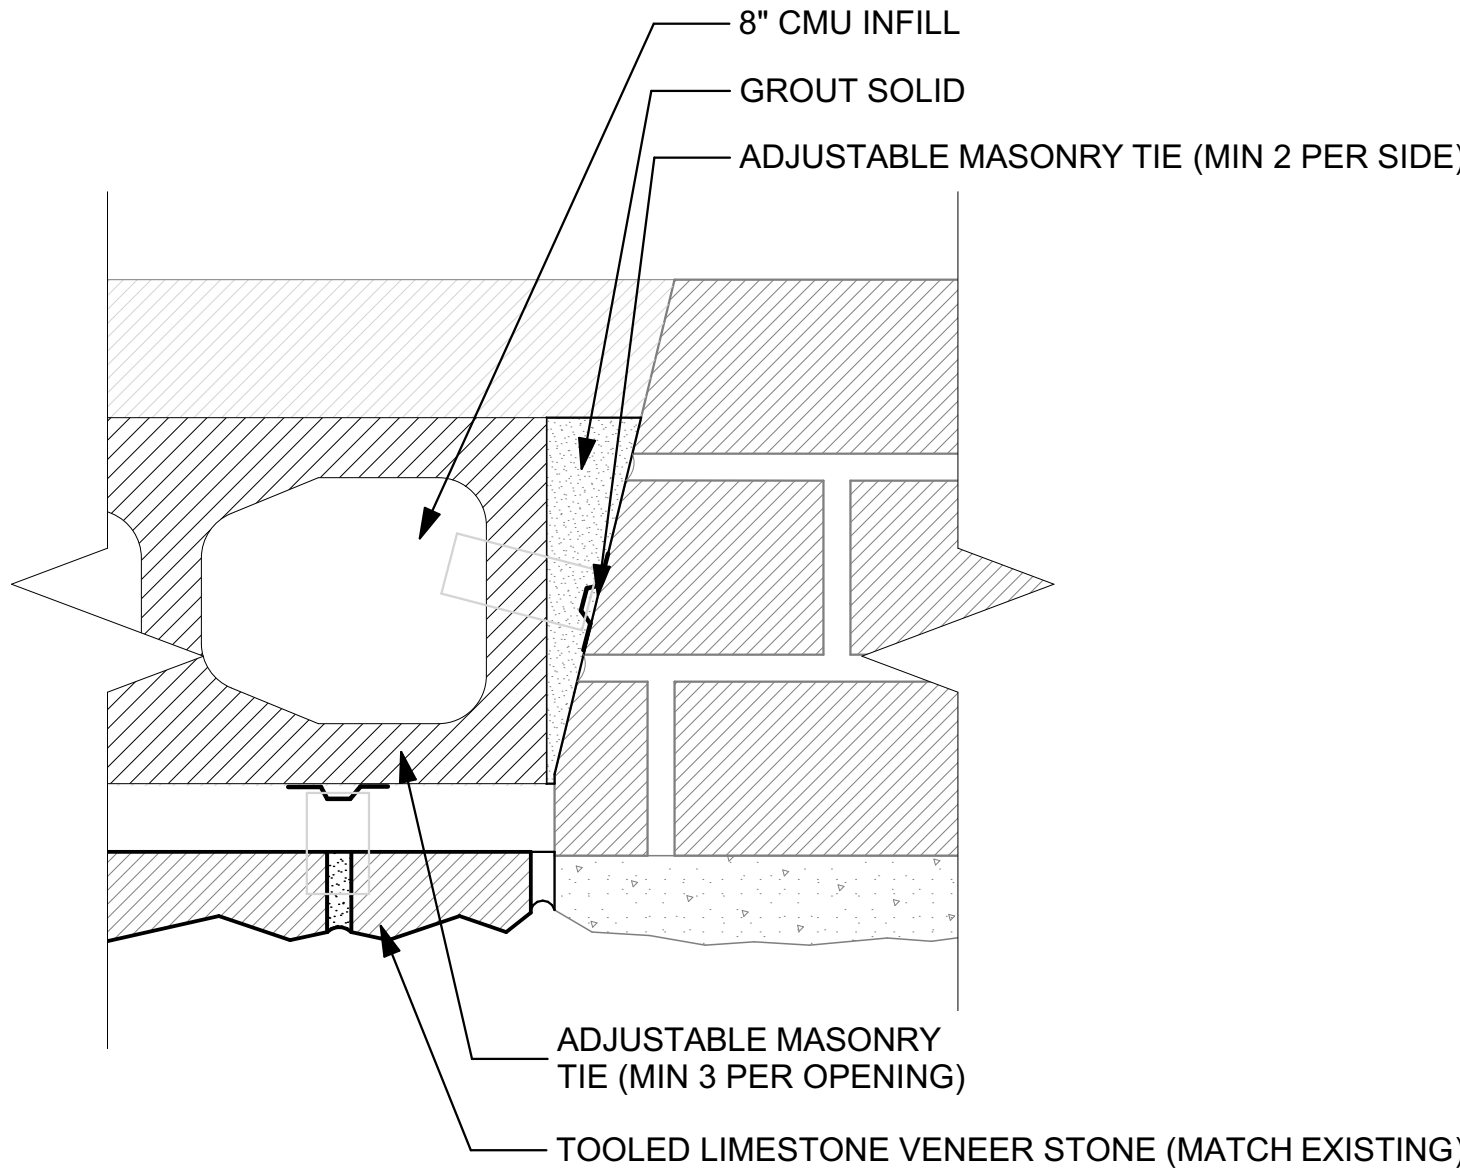 8" CMU INFILL
GROUT SOLID
ADJUSTABLE MASONRY TIE (MIN 2 PER SIDE)
ADJUSTABLE MASONRY
TIE (MIN 3 PER OPENING)
TOOLED LIMESTONE VENEER STONE (MATCH EXISTING)